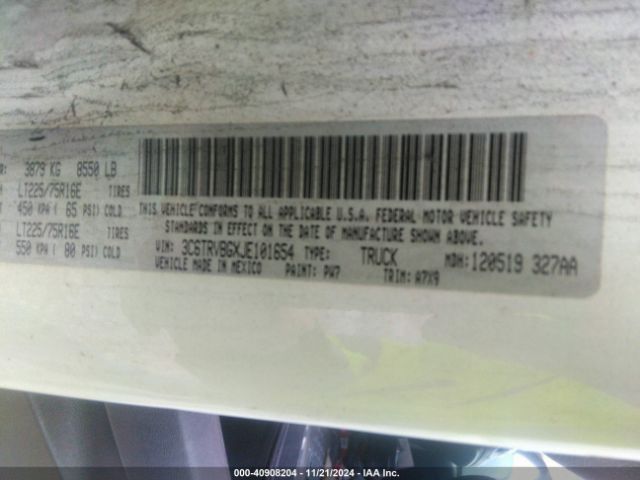 3879 KG 8550 LB
LT225/75R16E TIRES
450 KPA ( 65 PSI) COLD
LT225/75R16E TIRES
550 KPA ( 80 PSI) COLD
THIS VEHICLE CONFORMS TO ALL APPLICABLE U.S.A. FEDERAL MOTOR VEHICLE SAFETY
STANDARDS IN EFFECT ON THE DATE OF MANUFACTURE SHOWN ABOVE.
VIN: 3C6TRVBGXJE101654 TYPE: TRUCK MDH: 120519 327AA
VEHICLE MADE IN MEXICO PAINT: PW7 TRIM: A7X9
000-40908204 - 11/21/2024 - IAA Inc.